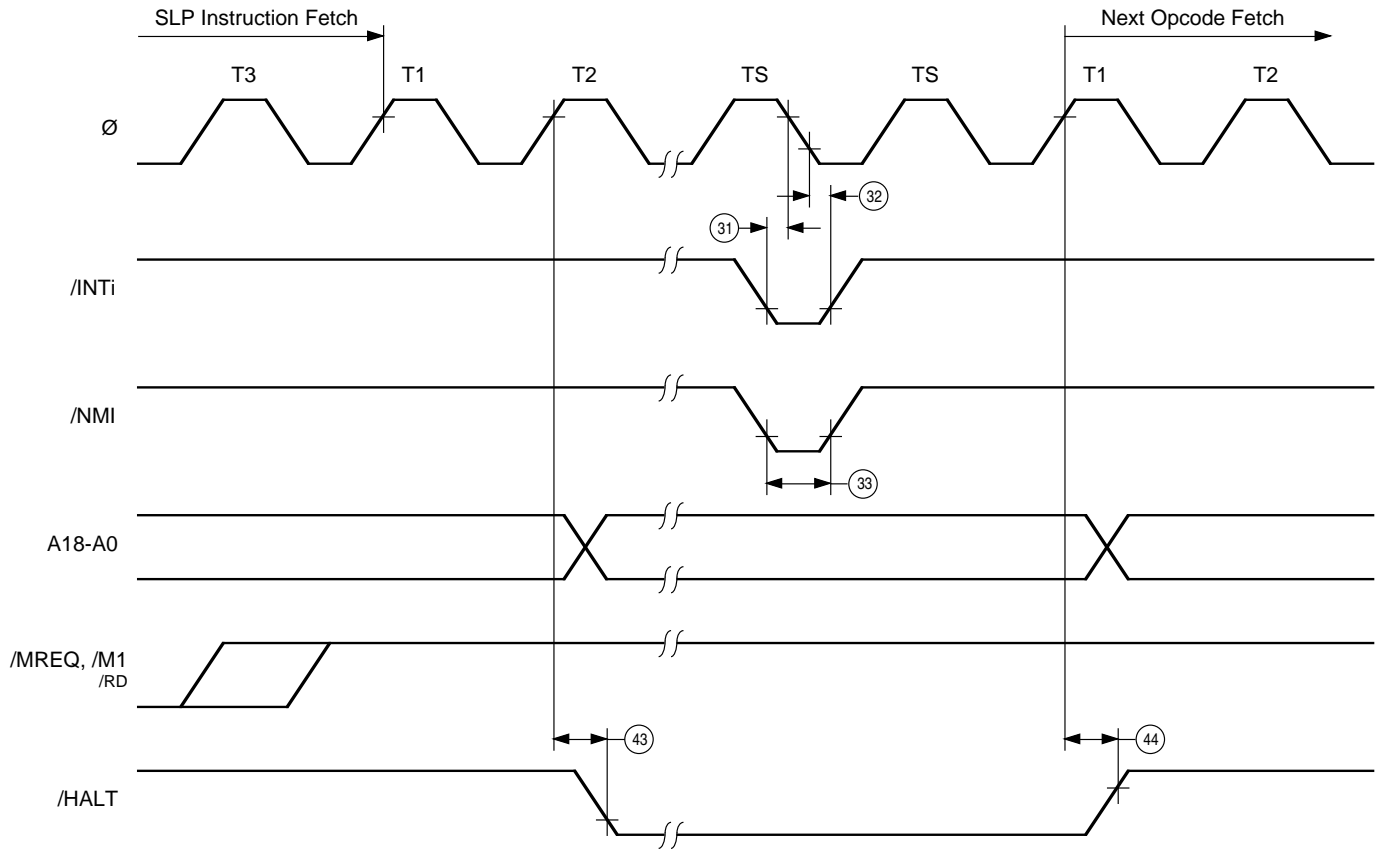 SLP Instruction Fetch
Next Opcode Fetch
T3 T1 T2 TS TS T1 T2
Ø
32
31
/INTi
/NMI
33
A18-A0
/MREQ, /M1
/RD
43 44
/HALT